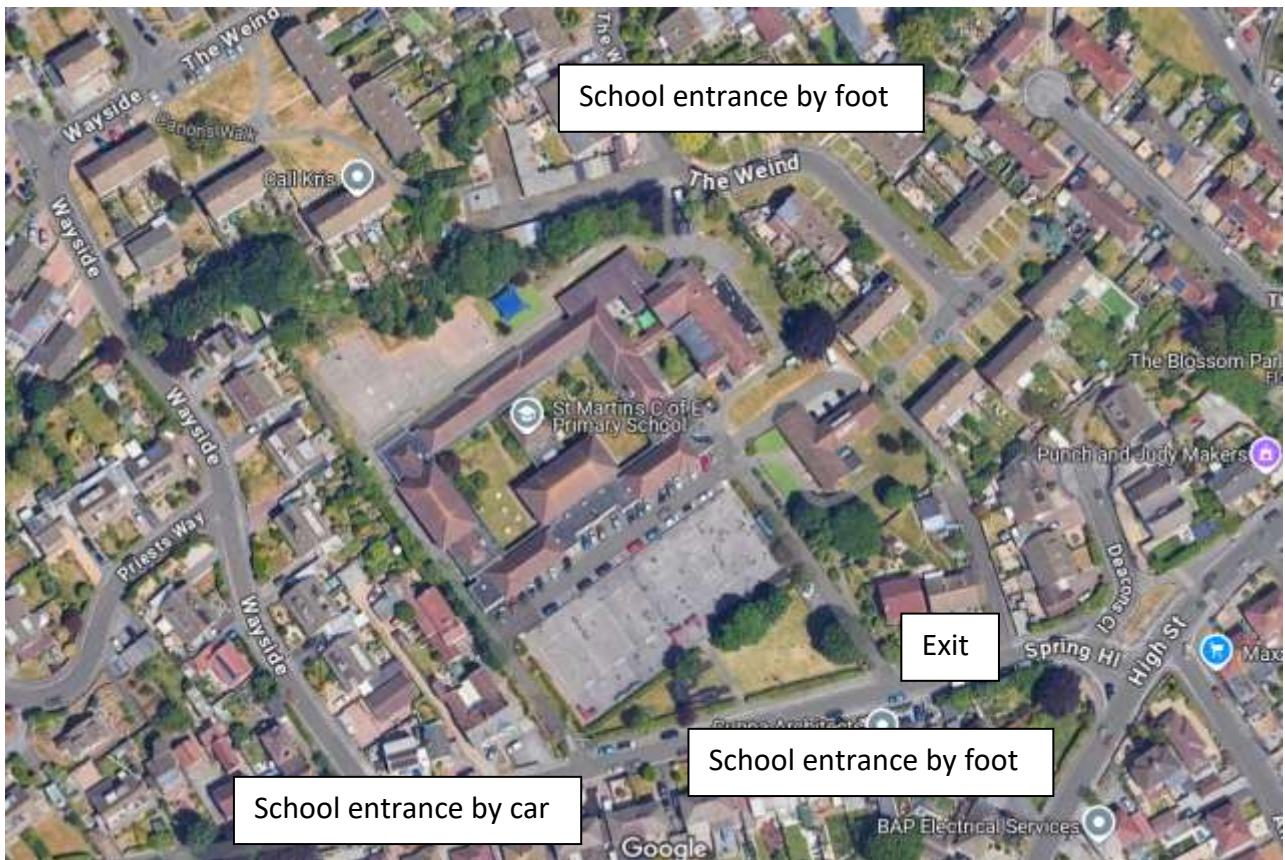 The Weind
Wayside
Canons Walk
Call Kris
School entrance by foot
The Weind
Wayside
Wayside
St Martins C of E
Primary School
The Blossom
Punch and Judy Makers
Priests Way
Wayside
Deacons Cl
Exit
Spring Hl
High St
School entrance by foot
School entrance by car
BAP Electrical Services
Google